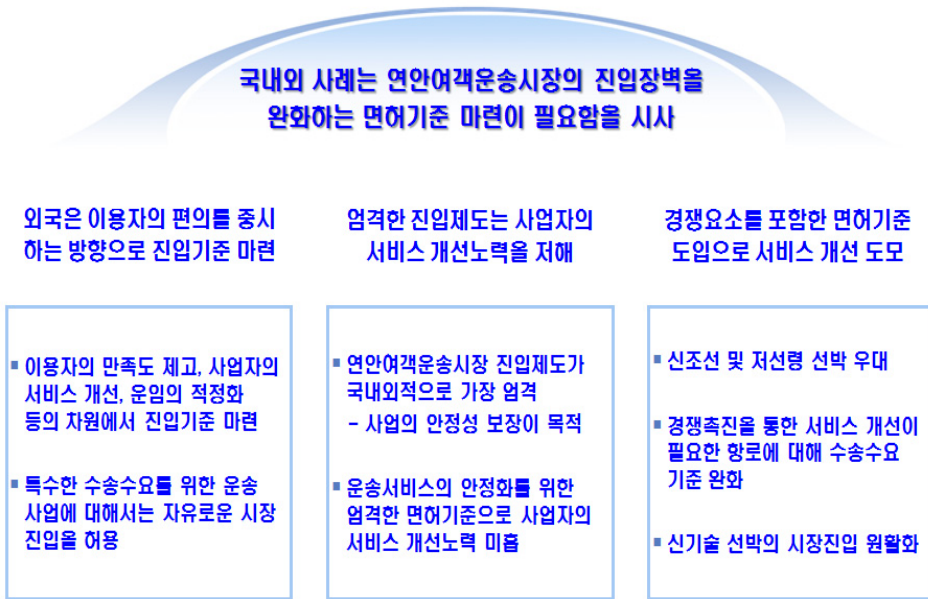 국내외 사례는 연안여객운송시장의 진입장벽을
완화하는 면허기준 마련이 필요함을 시사
외국은 이용자의 편의를 중시
하는 방향으로 진입기준 마련
▪ 이용자의 만족도 제고, 사업자의
서비스 개선, 운임의 적정화
등의 차원에서 진입기준 마련
▪ 특수한 수송수요를 위한 운송
사업에 대해서는 자유로운 시장
진입을 허용
엄격한 진입제도는 사업자의
서비스 개선노력을 저해
▪ 연안여객운송시장 진입제도가
국내외적으로 가장 엄격
- 사업의 안정성 보장이 목적
▪ 운송서비스의 안정화를 위한
엄격한 면허기준으로 사업자의
서비스 개선노력 미흡
경쟁요소를 포함한 면허기준
도입으로 서비스 개선 도모
▪ 신조선 및 저선령 선박 우대
▪ 경쟁촉진을 통한 서비스 개선이
필요한 항로에 대해 수송수요
기준 완화
▪ 신기술 선박의 시장진입 원활화